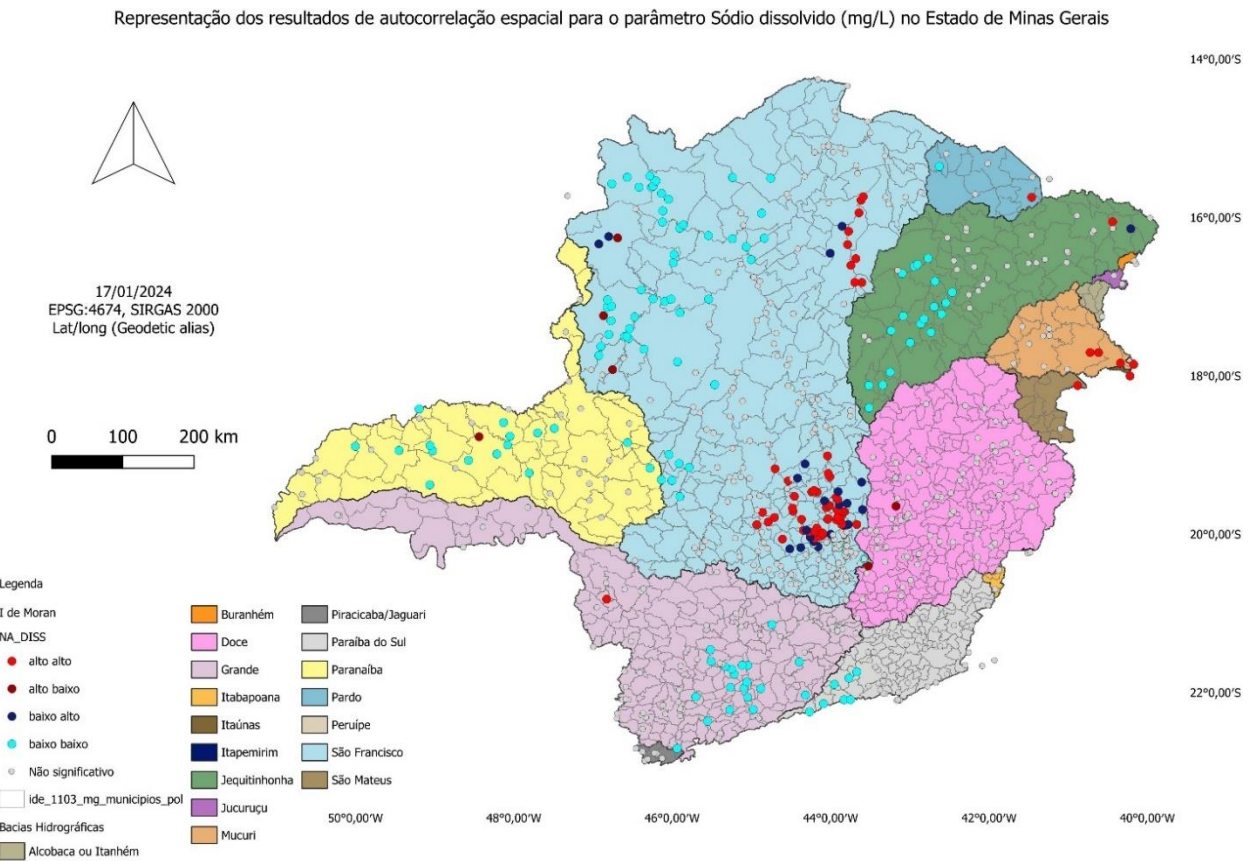 Representação dos resultados de autocorrelação espacial para o parâmetro Sódio dissolvido (mg/L) no Estado de Minas Gerais
14°0,00'S
16°0,00'S
17/01/2024
EPSG:4674, SIRGAS 2000
Lat/long (Geodetic alias)
18°0,00'S
0 100 200 km
20°0,00'S
22°0,00'S
50°0,00'W 48°0,00'W 46°0,00'W 44°0,00'W 42°0,00'W 40°0,00'W
Legenda
I de Moran
NA_DISS
alto alto
alto baixo
baixo alto
baixo baixo
Não significativo
ide_1103_mg_municipios_pol
Bacias Hidrográficas
Alcobaca ou Itanhém
Buranhém
Doce
Grande
Itabapoana
Itaúnas
Itapemirim
Jequitinhonha
Jucuruçu
Mucuri
Piracicaba/Jaguari
Paraíba do Sul
Paranaíba
Pardo
Peruípe
São Francisco
São Mateus